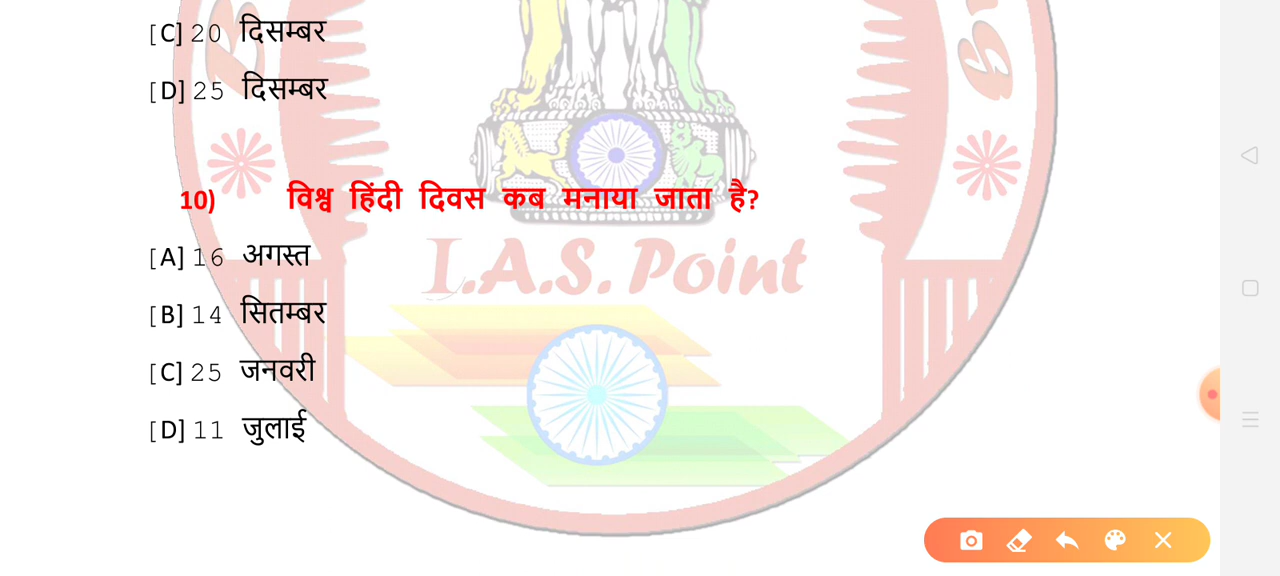 [C] 20 दिसम्बर
[D] 25 दिसम्बर
10) विश्व हिंदी दिवस कब मनाया जाता है?
[A] 16 अगस्त
I.A.S. Point
[B] 14 सितम्बर
[C] 25 जनवरी
[D] 11 जुलाई